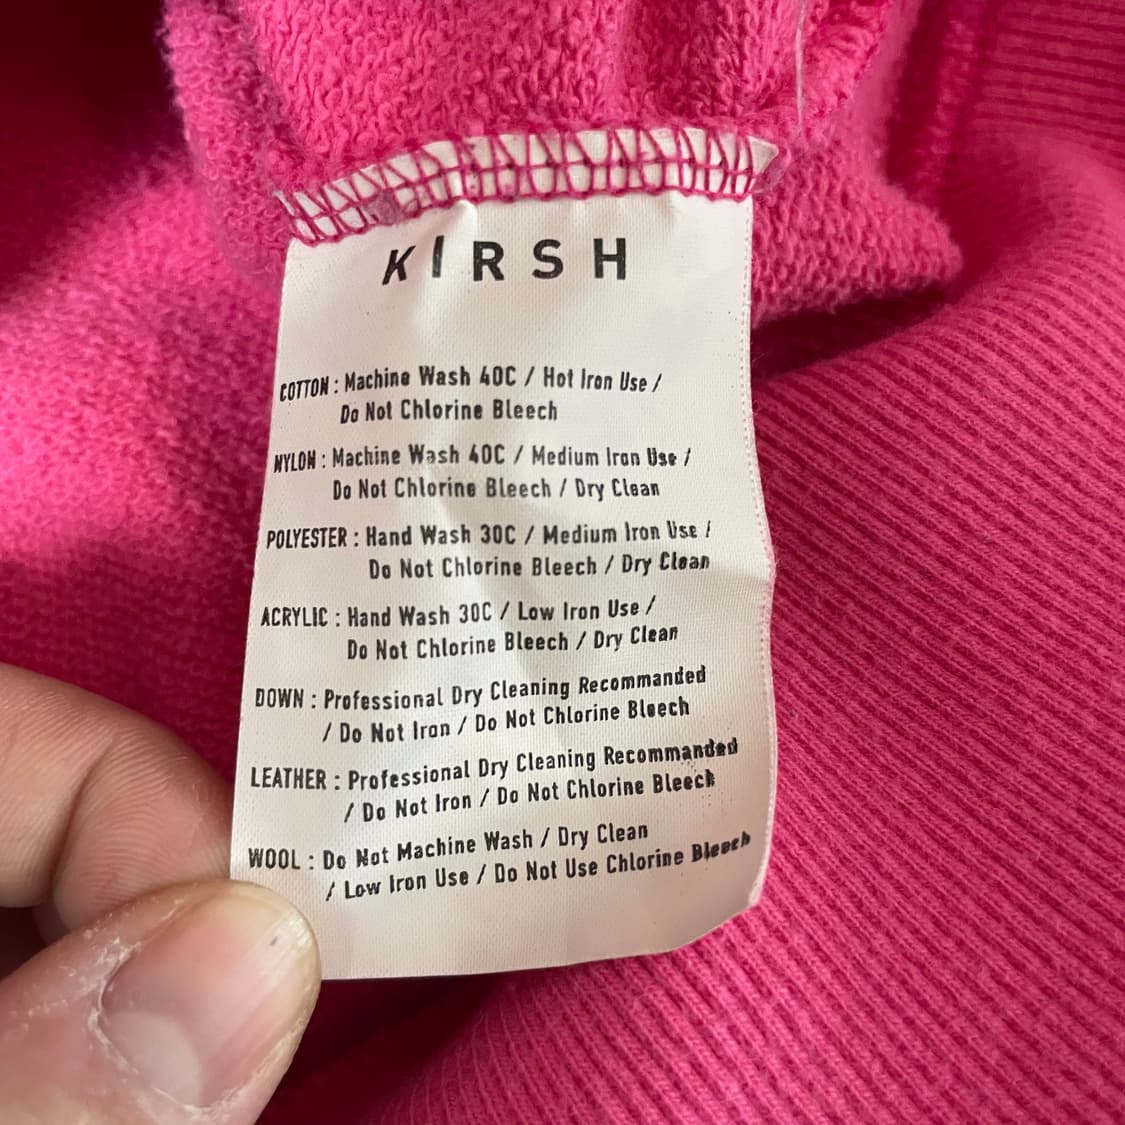 KIRSH
COTTON : Machine Wash 40C / Hot Iron Use /
Do Not Chlorine Bleech
NYLON : Machine Wash 40C / Medium Iron Use /
Do Not Chlorine Bleech / Dry Clean
POLYESTER : Hand Wash 30C / Medium Iron Use /
Do Not Chlorine Bleech / Dry Clean
ACRYLIC : Hand Wash 30C / Low Iron Use /
Do Not Chlorine Bleech / Dry Clean
DOWN : Professional Dry Cleaning Recommanded
/ Do Not Iron / Do Not Chlorine Bleech
LEATHER : Professional Dry Cleaning Recommanded
/ Do Not Iron / Do Not Chlorine Bleech
WOOL : Do Not Machine Wash / Dry Clean
/ Low Iron Use / Do Not Use Chlorine Bleech